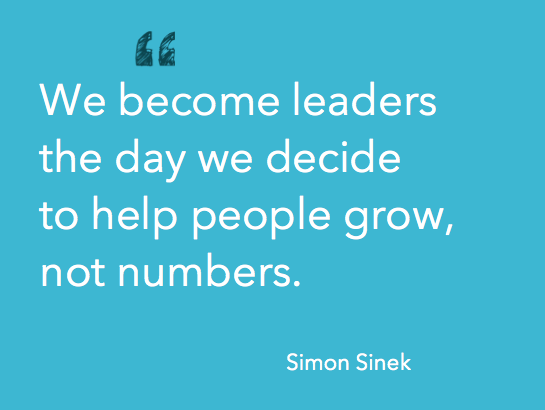 “
We become leaders
the day we decide
to help people grow,
not numbers.
Simon Sinek